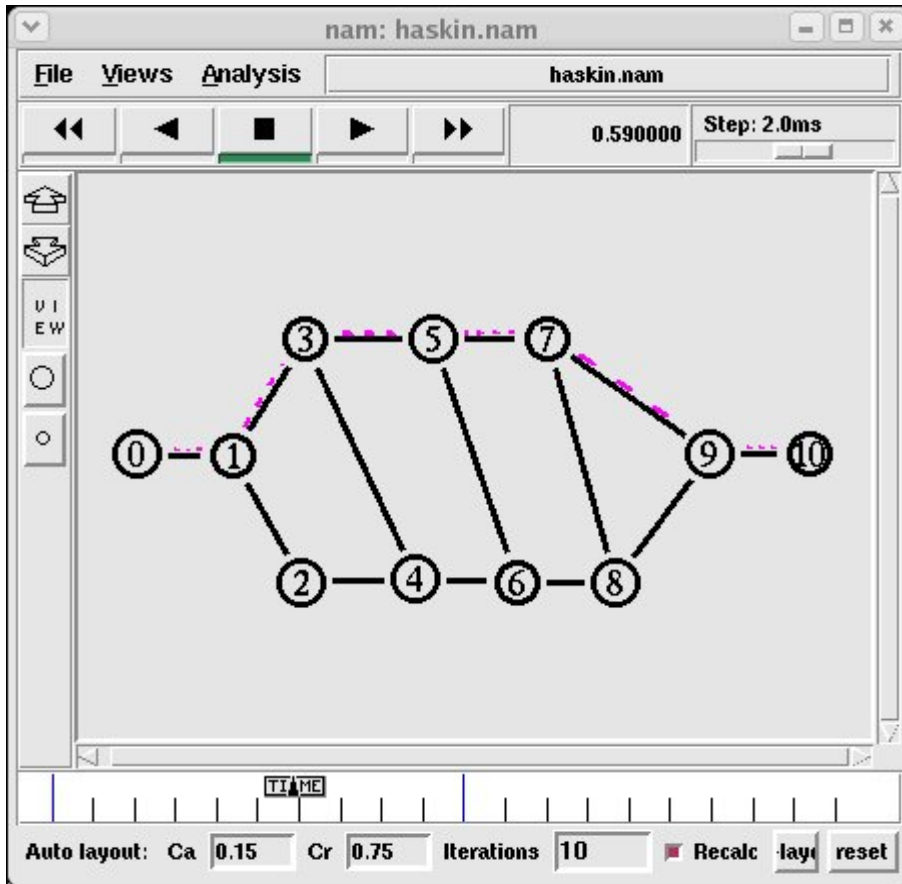 nam: haskin.nam
File Views Analysis haskin.nam
0.590000 Step: 2.0ms
V I
E W
3 5 7
0 1 9 10
2 4 6 8
TIME
Auto layout: Ca 0.15 Cr 0.75 Iterations 10 Recalc reset